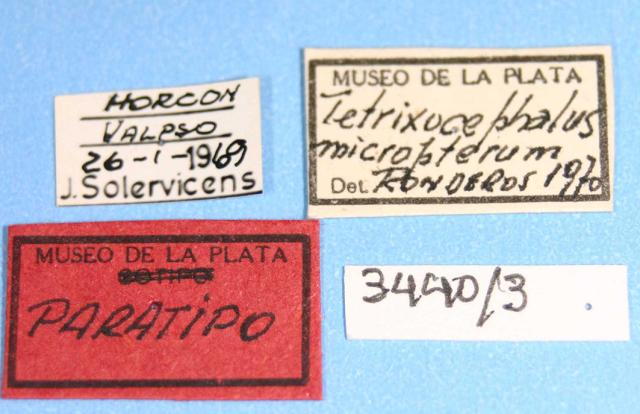 HORCON
VALPSO
26-1-1969
J. Solervicens
MUSEO DE LA PLATA
Tetrixocephalus
micropterum
Det. RONDEROS 1970
MUSEO DE LA PLATA
COTIPO
PARATIPO
3440/3